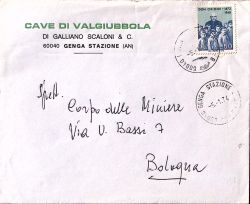 CAVE DI VALGIUBBOLA
DI GALLIANO SCALONI & C.
60040 GENGA STAZIONE (AN)
Spett.
Corpo delle Miniere
Via U. Bassi 7
Bologna
GENGA STAZIONE